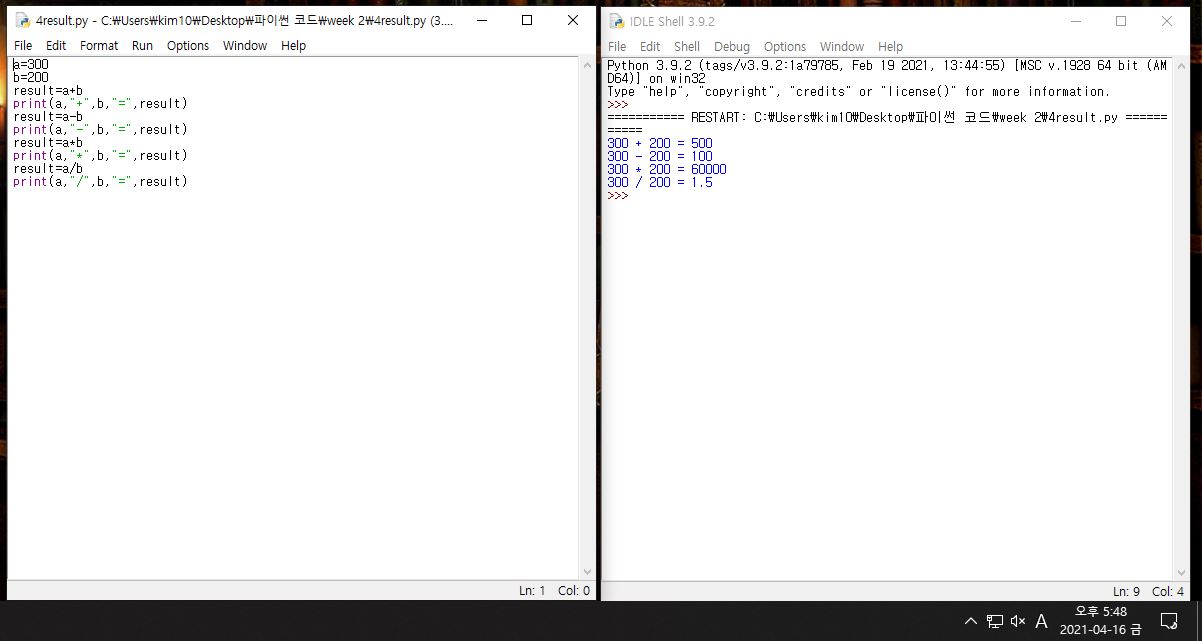 4result.py - C:₩Users₩kim10₩Desktop₩파이썬 코드₩week 2₩4result.py (3....
File Edit Format Run Options Window Help
a=300
b=200
result=a+b
print(a,"+",b,"=",result)
result=a-b
print(a,"-",b,"=",result)
result=a*b
print(a,"*",b,"=",result)
result=a/b
print(a,"/",b,"=",result)
Ln: 1 Col: 0
IDLE Shell 3.9.2
File Edit Shell Debug Options Window Help
Python 3.9.2 (tags/v3.9.2:1a79785, Feb 19 2021, 13:44:55) [MSC v.1928 64 bit (AM
D64)] on win32
Type "help", "copyright", "credits" or "license()" for more information.
>>>
=========== RESTART: C:₩Users₩kim10₩Desktop₩파이썬 코드₩week 2₩4result.py ======
=====
300 + 200 = 500
300 - 200 = 100
300 * 200 = 60000
300 / 200 = 1.5
>>>
Ln: 9 Col: 4
A
오후 5:48
2021-04-16 금